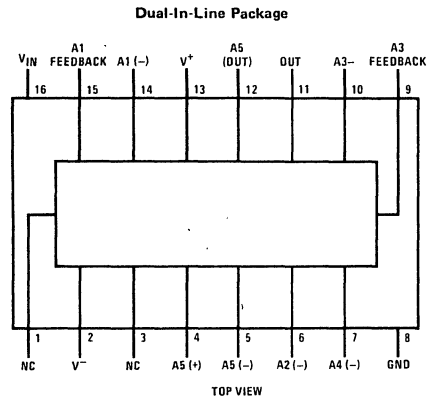 Dual-In-Line Package
V_IN A1 FEEDBACK A1 (−) V⁺ A5 (OUT) OUT A3− A3 FEEDBACK
16 15 14 13 12 11 10 9
1 2 3 4 5 6 7 8
NC V⁻ NC A5 (+) A5 (−) A2 (−) A4 (−) GND
TOP VIEW